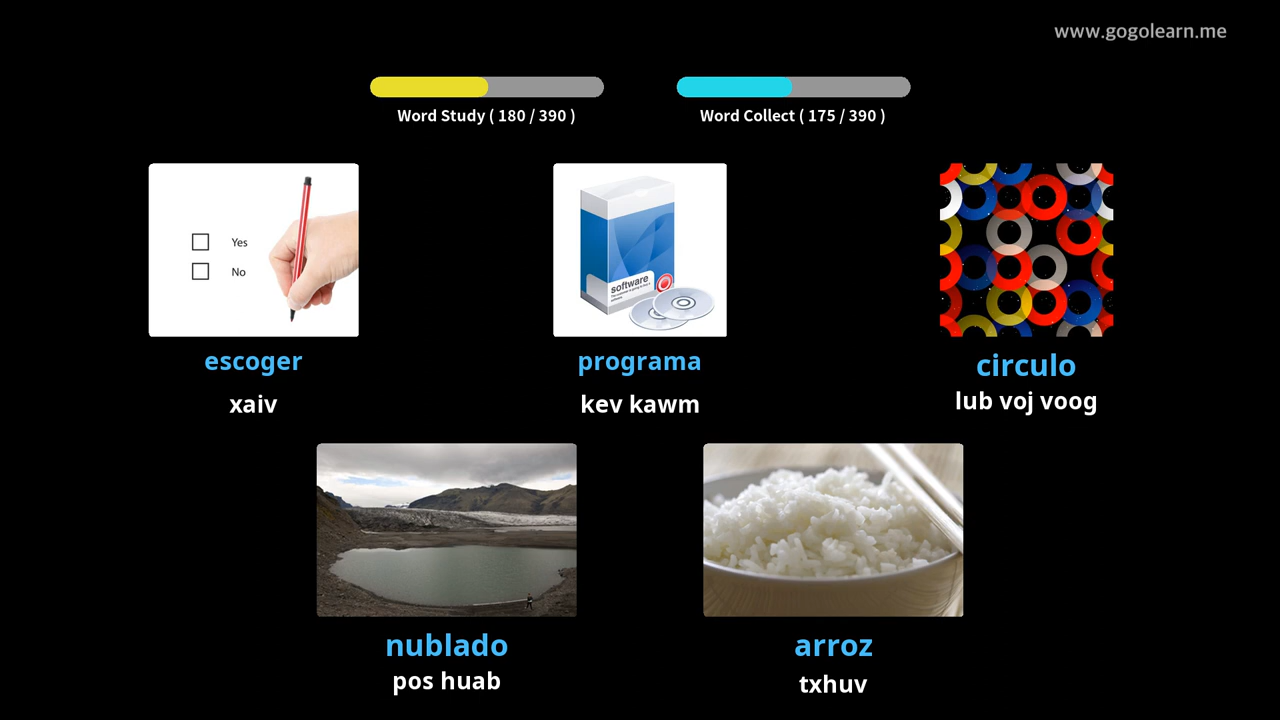 www.gogolearn.me
Word Study ( 180 / 390 )
Word Collect ( 175 / 390 )
Yes
No
software
escoger
programa
circulo
xaiv
kev kawm
lub voj voog
nublado
arroz
pos huab
txhuv